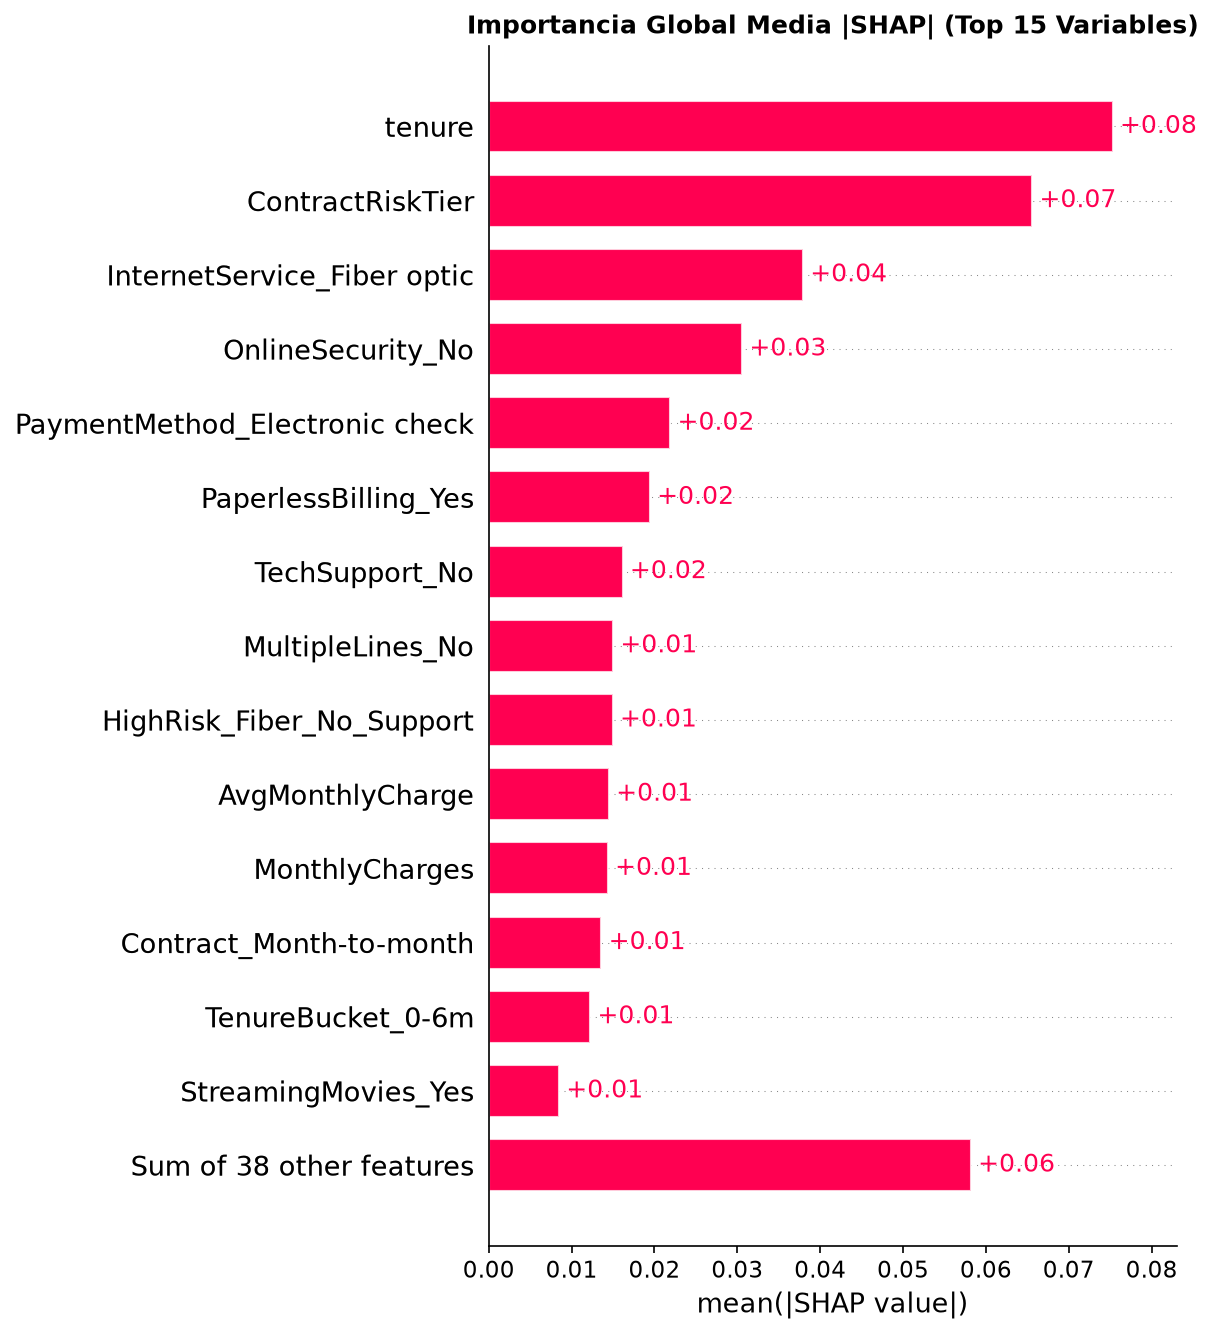 Importancia Global Media |SHAP| (Top 15 Variables)
tenure +0.08
ContractRiskTier +0.07
InternetService_Fiber optic +0.04
OnlineSecurity_No +0.03
PaymentMethod_Electronic check +0.02
PaperlessBilling_Yes +0.02
TechSupport_No +0.02
MultipleLines_No +0.01
HighRisk_Fiber_No_Support +0.01
AvgMonthlyCharge +0.01
MonthlyCharges +0.01
Contract_Month-to-month +0.01
TenureBucket_0-6m +0.01
StreamingMovies_Yes +0.01
Sum of 38 other features +0.06
0.00 0.01 0.02 0.03 0.04 0.05 0.06 0.07 0.08
mean(|SHAP value|)